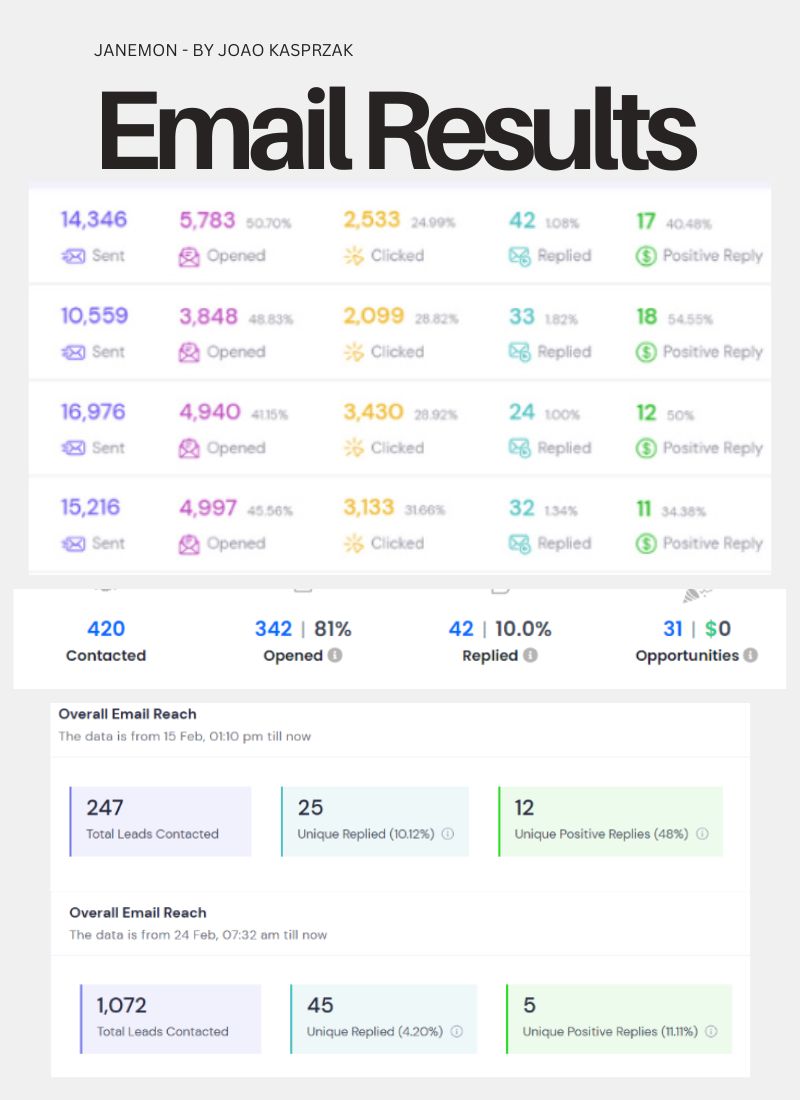 JANEMON - BY JOAO KASPRZAK
Email Results
14,346 5,783 50.70% 2,533 24.99% 42 1.08% 17 40.48%
Sent Opened Clicked Replied Positive Reply
10,559 3,848 48.83% 2,099 28.82% 33 1.82% 18 54.55%
Sent Opened Clicked Replied Positive Reply
16,976 4,940 41.15% 3,430 28.92% 24 1.00% 12 50%
Sent Opened Clicked Replied Positive Reply
15,216 4,997 45.56% 3,133 31.66% 32 1.34% 11 34.38%
Sent Opened Clicked Replied Positive Reply
420 342 | 81% 42 | 10.0% 31 | $0
Contacted Opened Replied Opportunities
Overall Email Reach
The data is from 15 Feb, 01:10 pm till now
247 25 12
Total Leads Contacted Unique Replied (10.12%) Unique Positive Replies (48%)
Overall Email Reach
The data is from 24 Feb, 07:32 am till now
1,072 45 5
Total Leads Contacted Unique Replied (4.20%) Unique Positive Replies (11.11%)